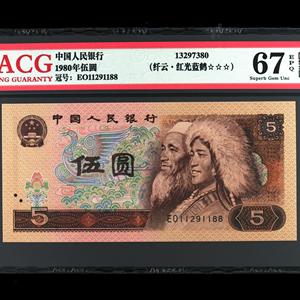 ACG
NG GUARANTY
中国人民银行
1980年伍圆
冠号：EO11291188
13297380
（纤云·红光蓝鹤☆☆☆）
67
EPQ
Superb Gem Unc
中国人民银行
伍圆
5
5
EO11291188